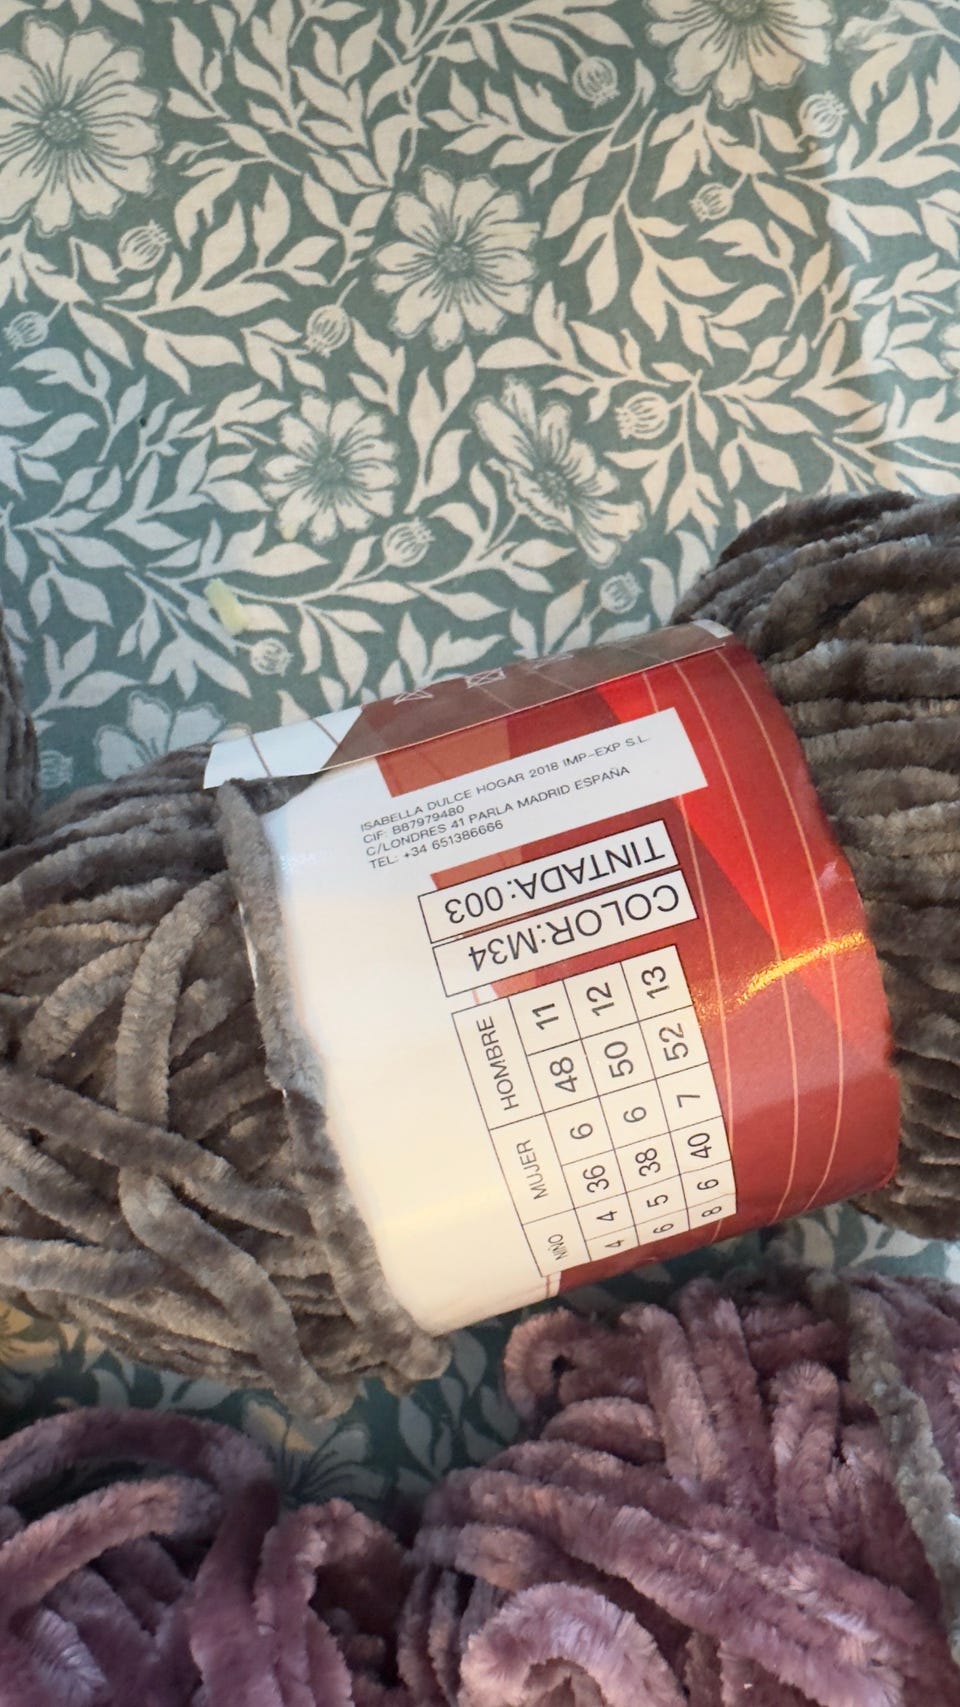 ISABELLA DULCE HOGAR 2018 IMP-EXP S.L.
CIF: B87979480
C/LONDRES 41 PARLA MADRID ESPAÑA
TEL: +34 651386666
TINTADA:003
COLOR:M34
NIÑO MUJER HOMBRE
4 4 36 6 48 11
6 5 38 6 50 12
8 6 40 7 52 13